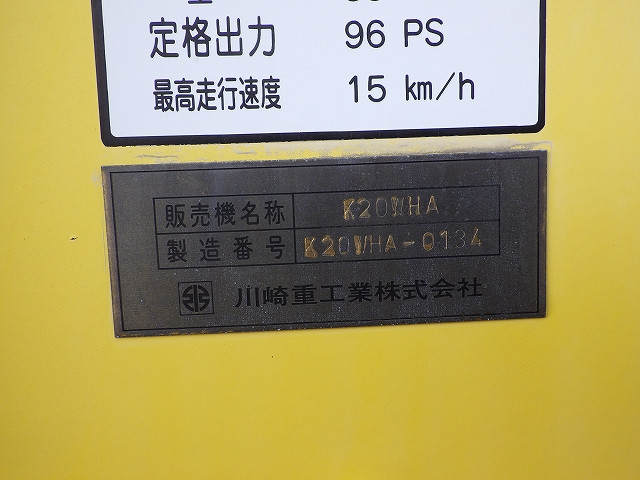 定格出力 96 PS
最高走行速度 15 km/h
販売機名称 K20WHA
製造番号 K20WHA-0134
川崎重工業株式会社